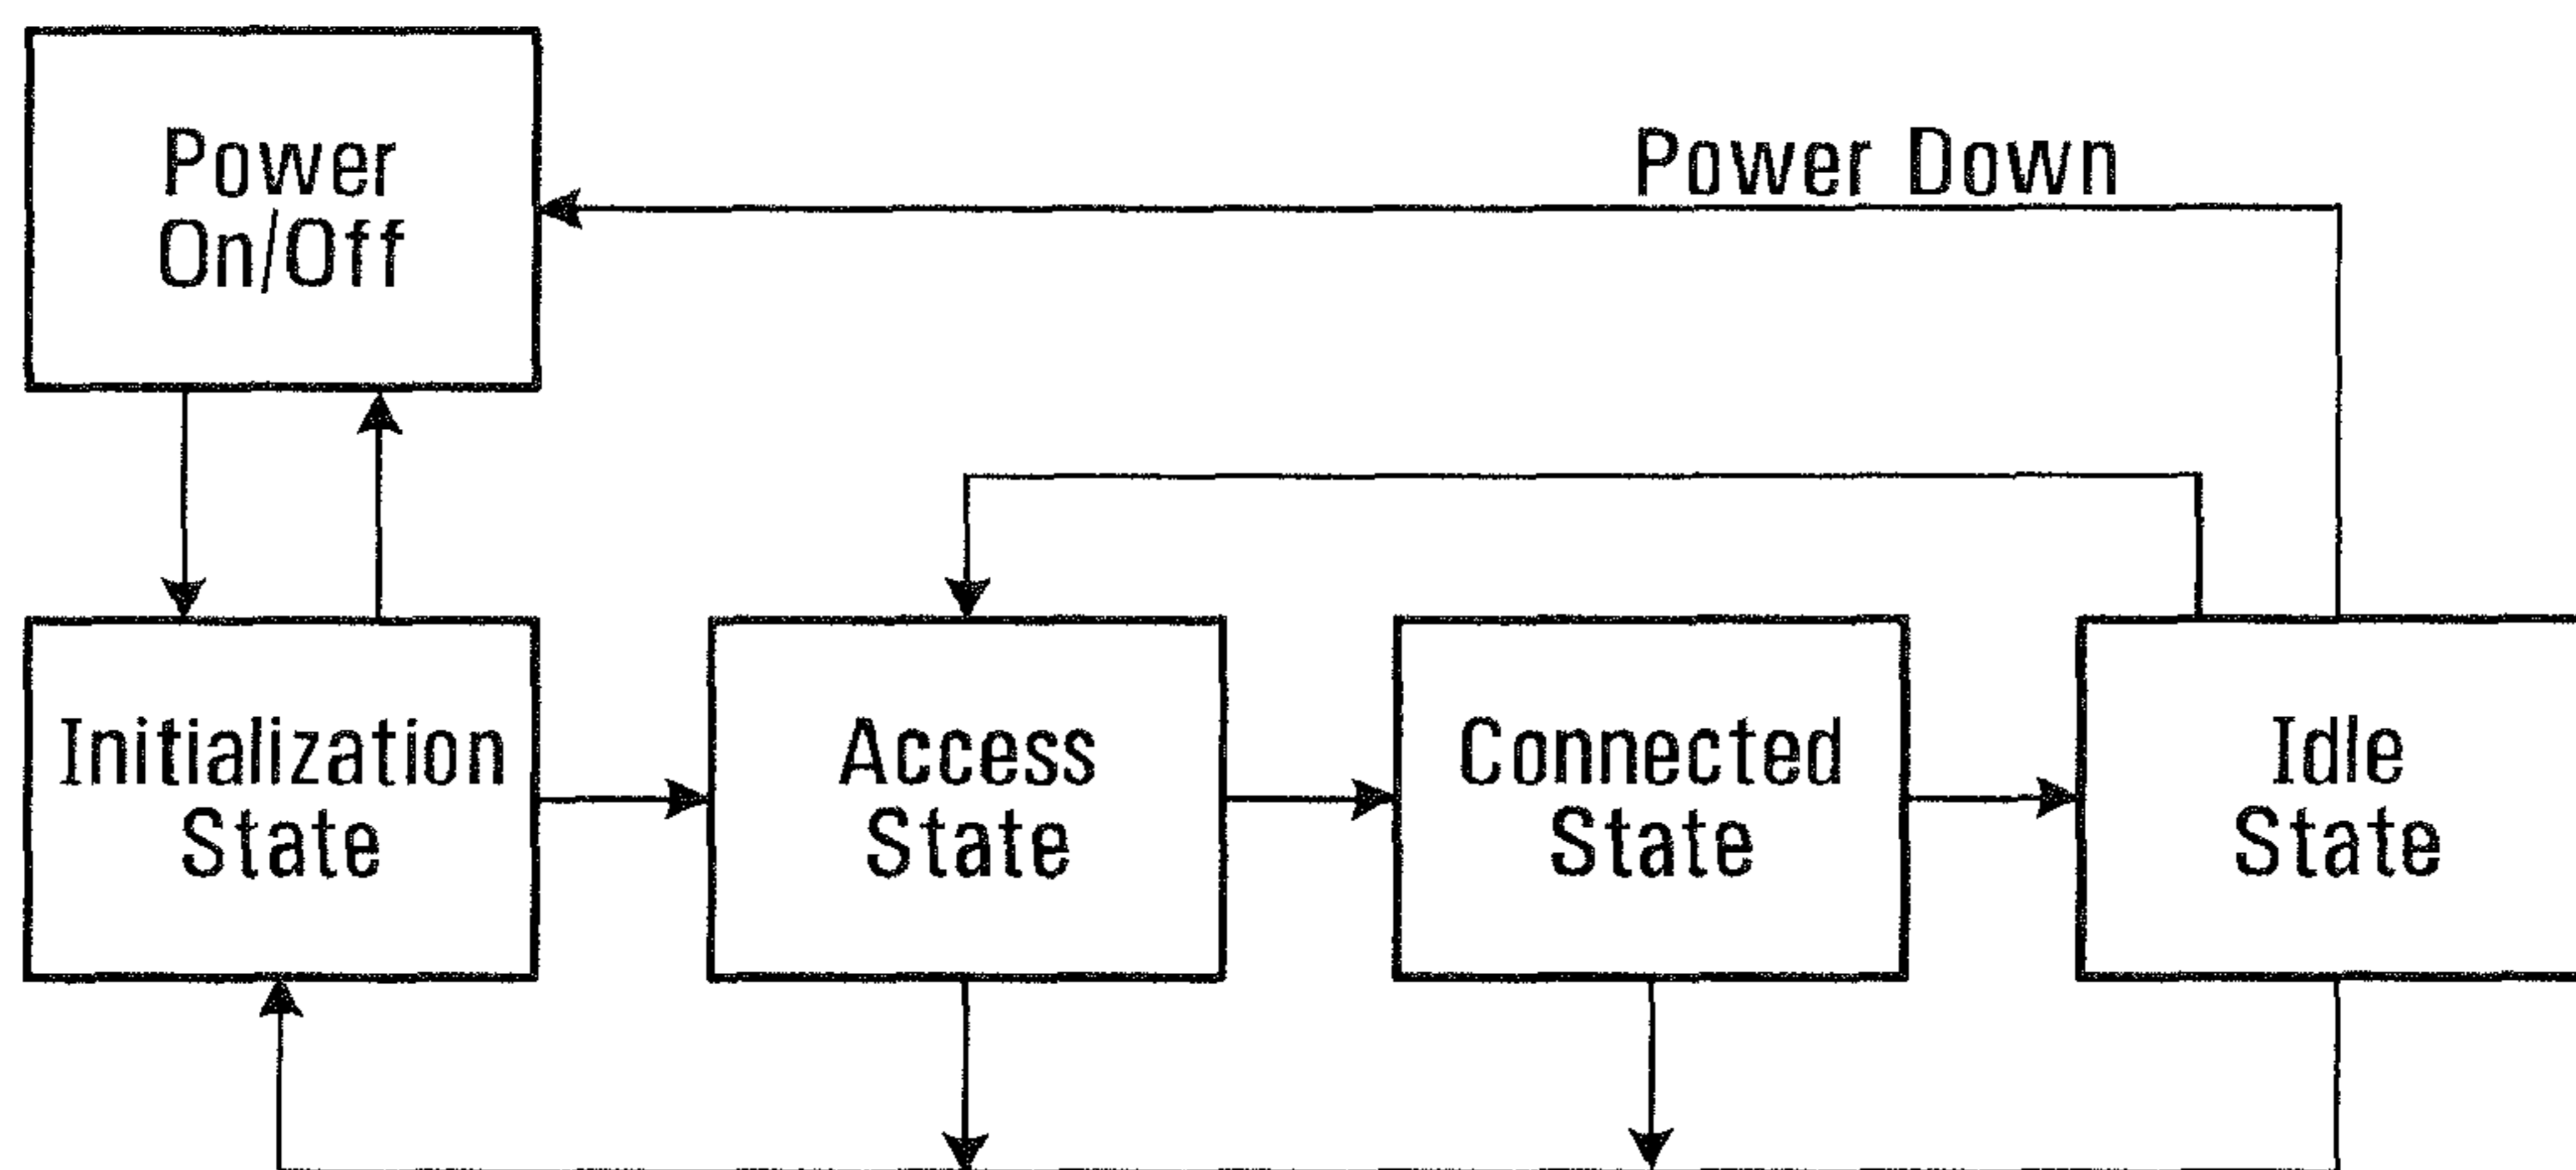 Power
On/Off
Power Down
Initialization
State
Access
State
Connected
State
Idle
State